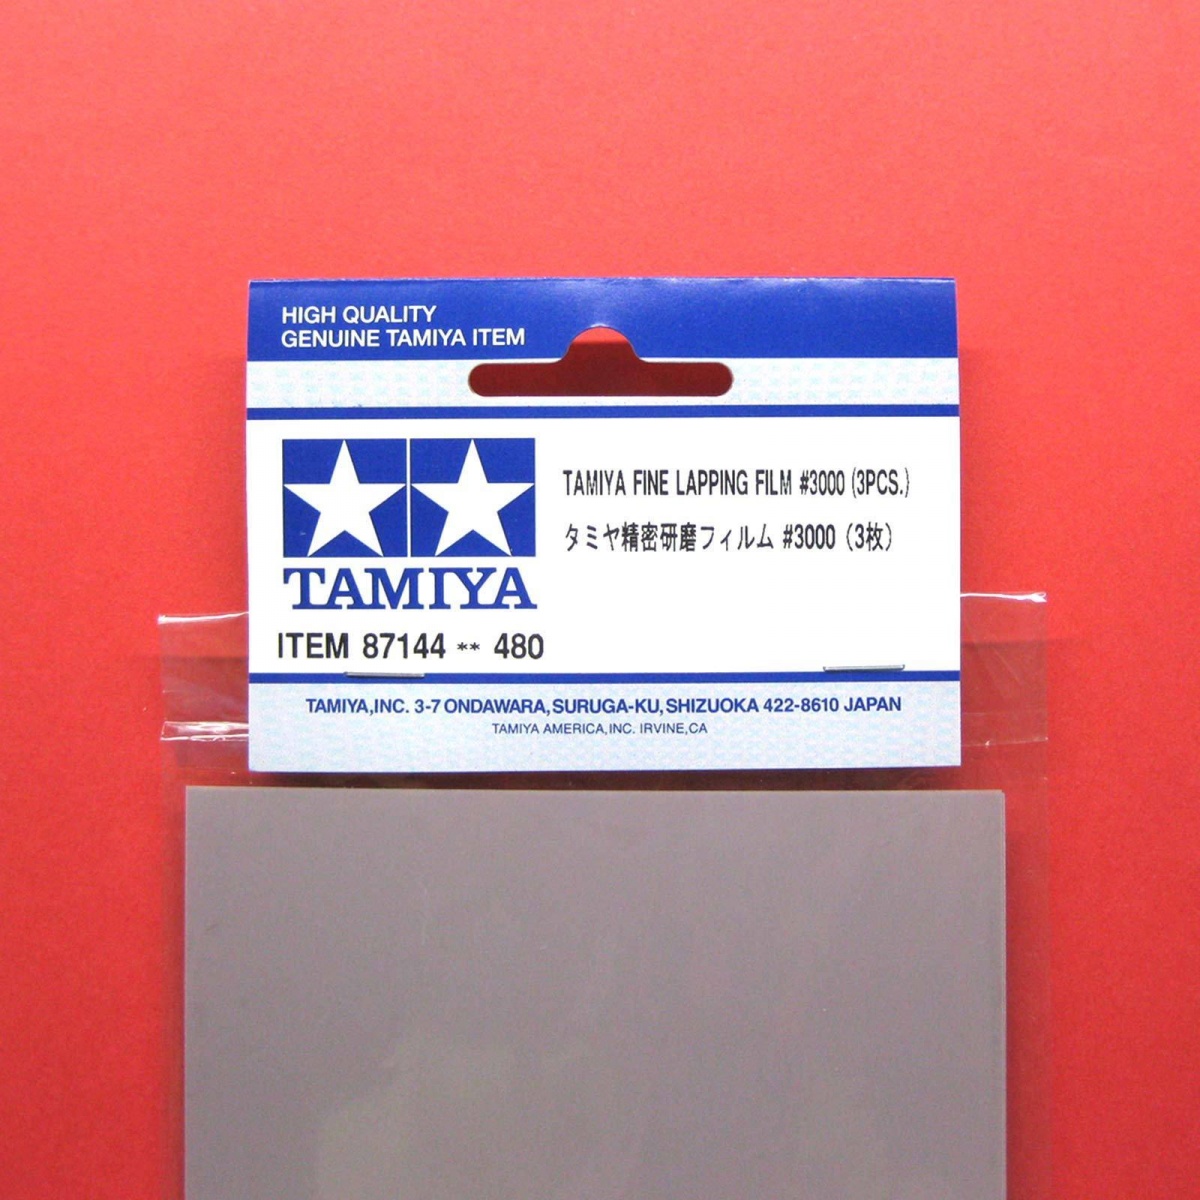 HIGH QUALITY
GENUINE TAMIYA ITEM
TAMIYA
TAMIYA FINE LAPPING FILM #3000 (3PCS.)
タミヤ精密研磨フィルム #3000（3枚）
ITEM 87144 ** 480
TAMIYA,INC. 3-7 ONDAWARA, SURUGA-KU, SHIZUOKA 422-8610 JAPAN
TAMIYA AMERICA, INC. IRVINE, CA